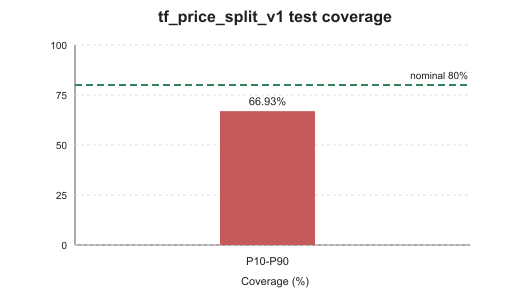 tf_price_split_v1 test coverage
100
nominal 80%
75
66.93%
50
25
0
P10-P90
Coverage (%)